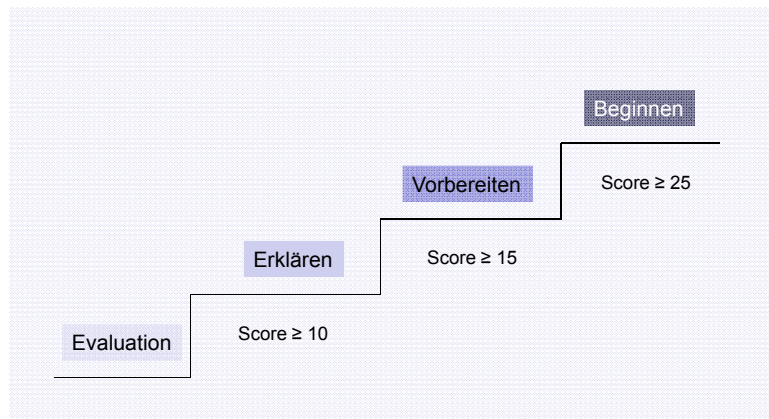 Beginnen
Vorbereiten
Score ≥ 25
Erklären
Score ≥ 15
Evaluation
Score ≥ 10